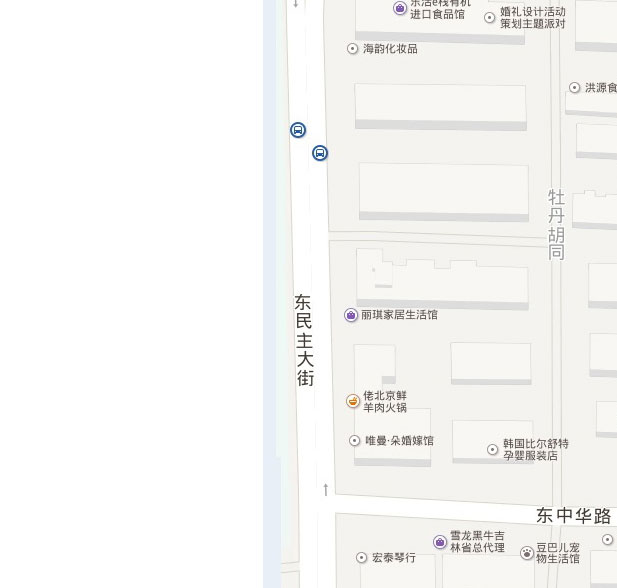 东活e栈有机
进口食品馆
婚礼设计活动
策划主题派对
海韵化妆品
洪源食
牡丹胡同
丽琪家居生活馆
东民主大街
佬北京鲜
羊肉火锅
唯曼·朵婚嫁馆
韩国比尔舒特
孕婴服装店
东中华路
雪龙黑牛吉
林省总代理
豆巴儿宠
物生活馆
宏泰琴行